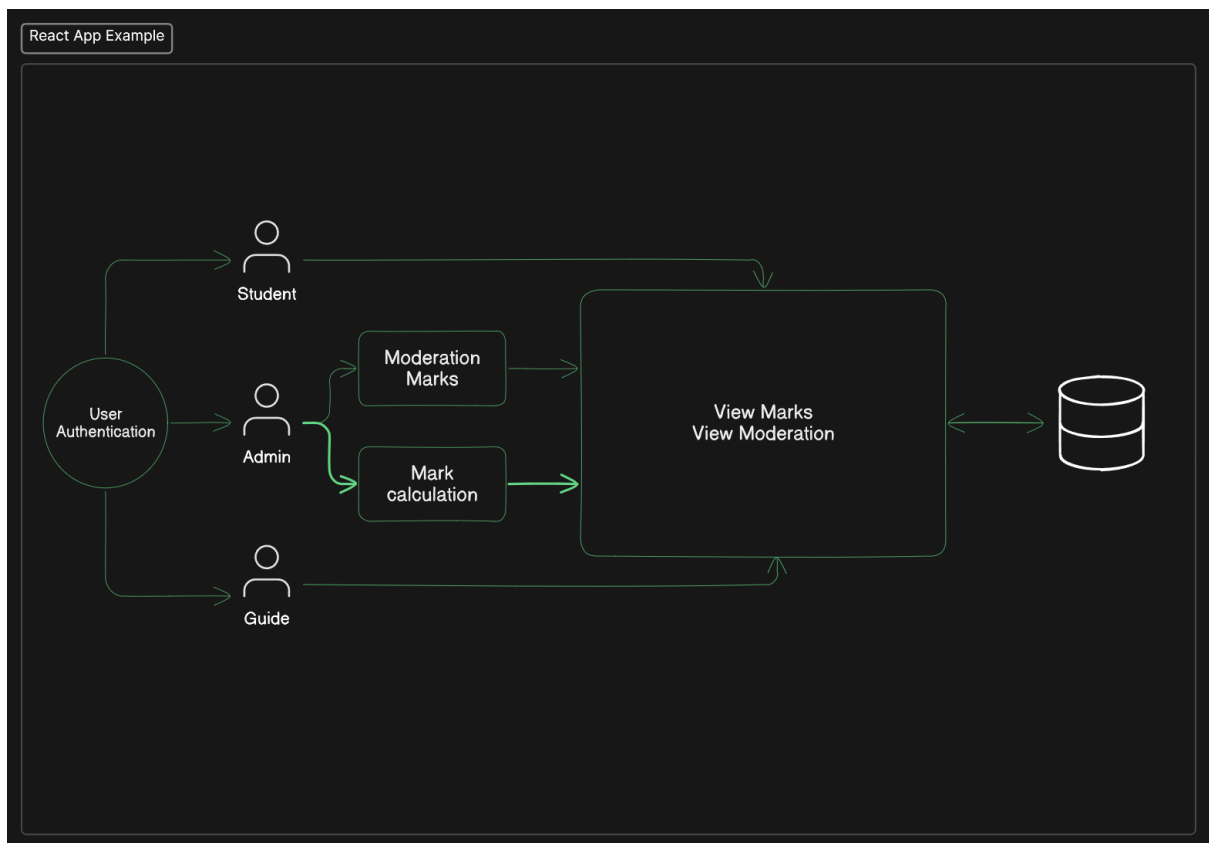 React App Example
Student
Moderation
Marks
User
Authentication
Admin
View Marks
View Moderation
Mark
calculation
Guide